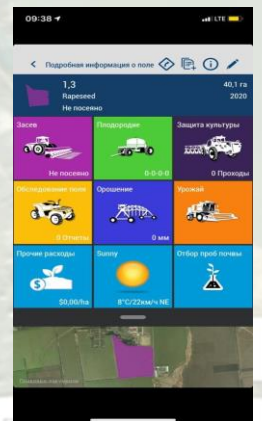 09:38
LTE
Подробная информация о поле
1,3
40,1 га
Rapeseed
2020
Не посеяно
Засев
Плодородие
Защита культуры
Не посеяно
0-0-0-0
0 Проходы
Обследование поля
Орошение
Урожай
0 Отчеты
0 мм
Прочие расходы
Sunny
Отбор проб почвы
$0,00/ha
8°C/22км/ч NE